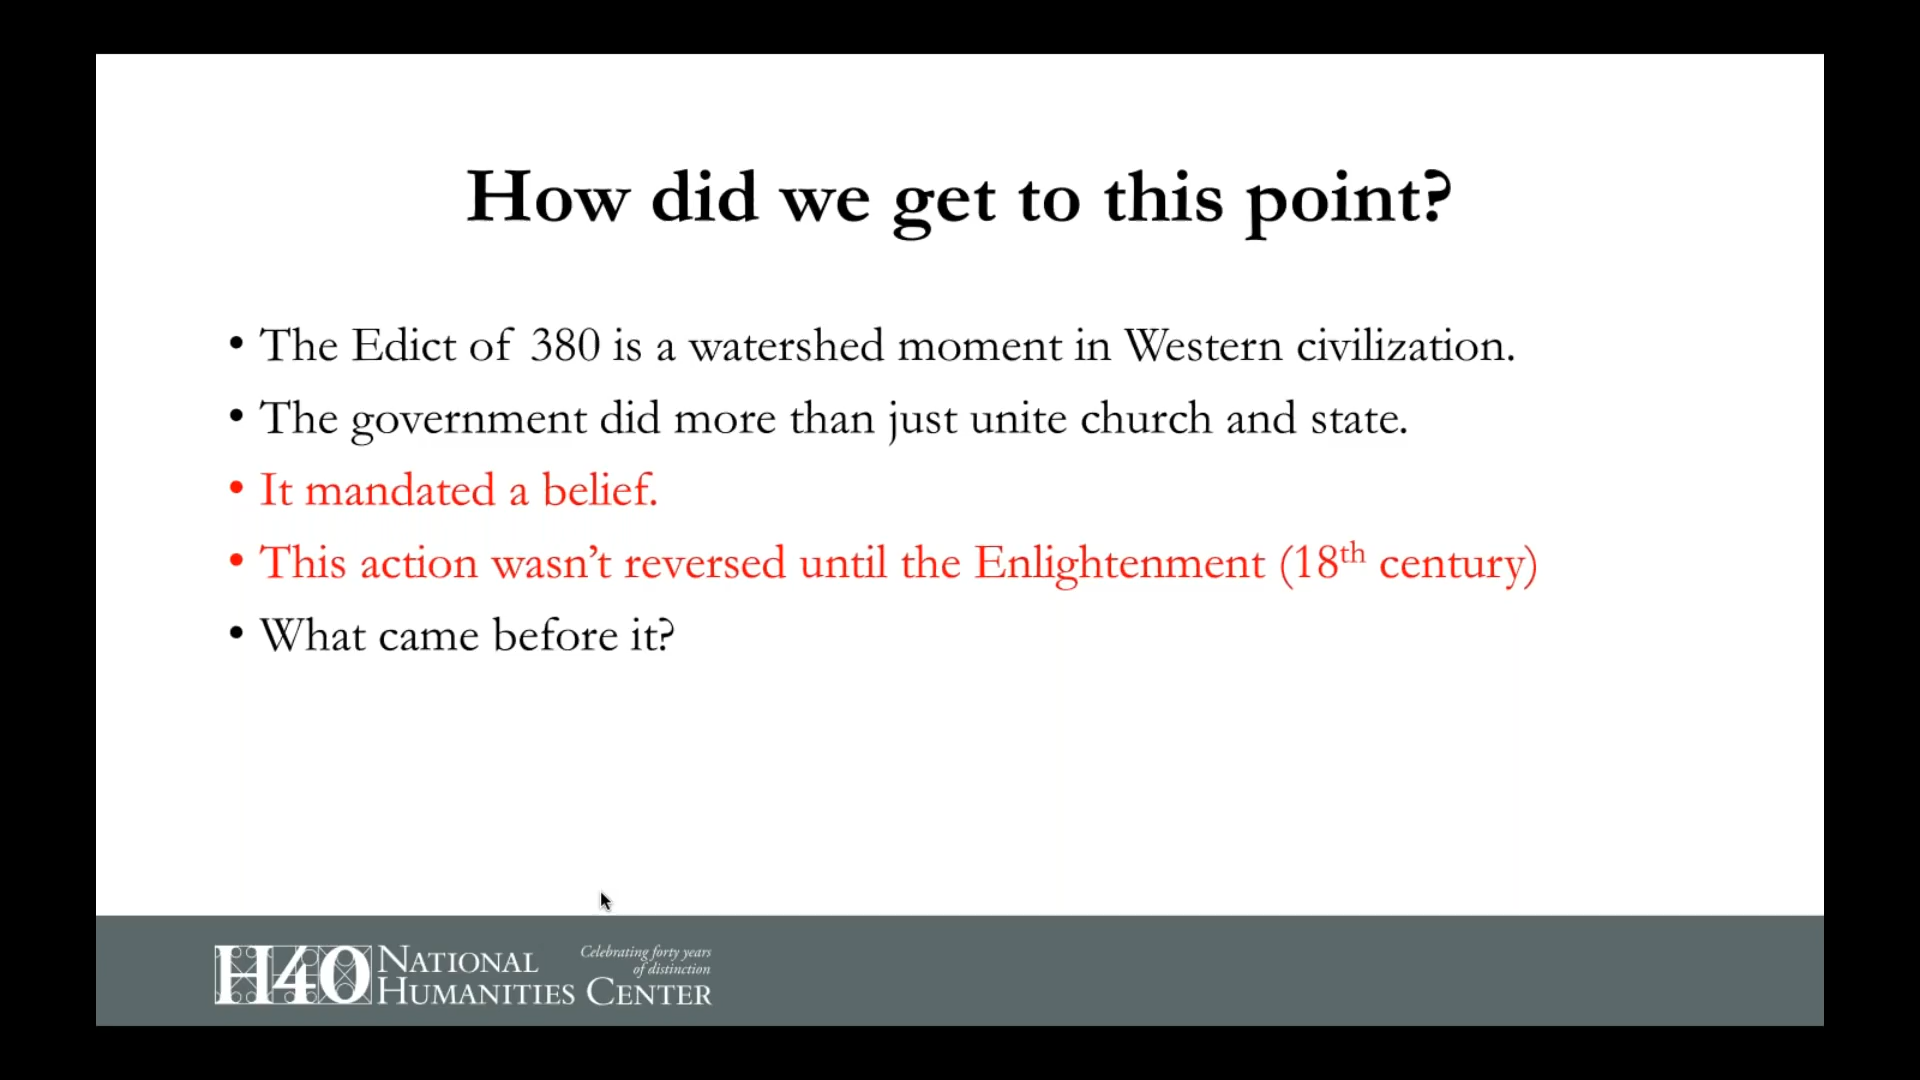 How did we get to this point?
• The Edict of 380 is a watershed moment in Western civilization.
• The government did more than just unite church and state.
• It mandated a belief.
• This action wasn’t reversed until the Enlightenment (18th century)
• What came before it?
H40 NATIONAL HUMANITIES CENTER
Celebrating forty years
of distinction